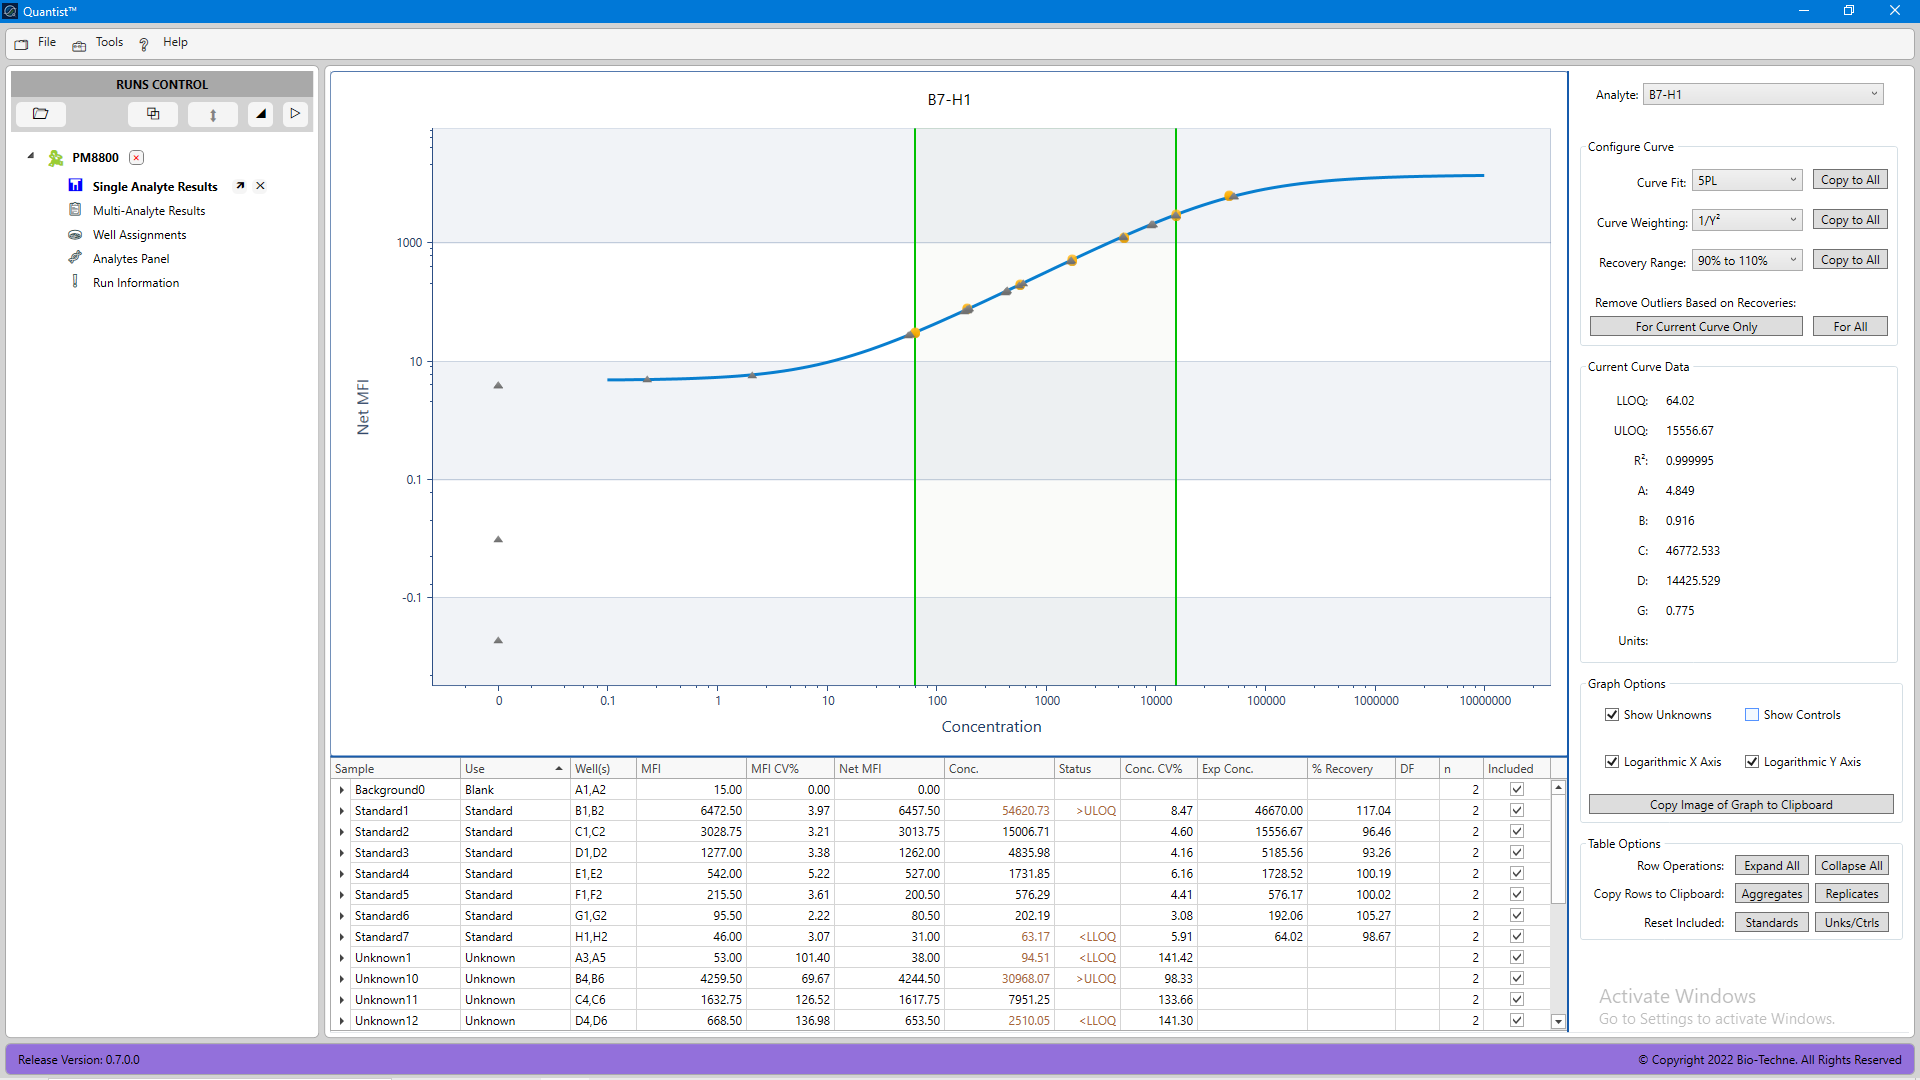 Quantist™
File Tools Help
RUNS CONTROL
PM8800
Single Analyte Results
Multi-Analyte Results
Well Assignments
Analytes Panel
Run Information
B7-H1
1000
10
0.1
-0.1
Net MFI
0 0.1 1 10 100 1000 10000 100000 1000000 10000000
Concentration
Sample Use Well(s) MFI MFI CV% Net MFI Conc. Status Conc. CV% Exp Conc. % Recovery DF n Included
Background0 Blank A1,A2 15.00 0.00 0.00 2
Standard1 Standard B1,B2 6472.50 3.97 6457.50 54620.73 >ULOQ 8.47 46670.00 117.04 2
Standard2 Standard C1,C2 3028.75 3.21 3013.75 15006.71 4.60 15556.67 96.46 2
Standard3 Standard D1,D2 1277.00 3.38 1262.00 4835.98 4.16 5185.56 93.26 2
Standard4 Standard E1,E2 542.00 5.22 527.00 1731.85 6.16 1728.52 100.19 2
Standard5 Standard F1,F2 215.50 3.61 200.50 576.29 4.41 576.17 100.02 2
Standard6 Standard G1,G2 95.50 2.22 80.50 202.19 3.08 192.06 105.27 2
Standard7 Standard H1,H2 46.00 3.07 31.00 63.17 <LLOQ 5.91 64.02 98.67 2
Unknown1 Unknown A3,A5 53.00 101.40 38.00 94.51 <LLOQ 141.42 2
Unknown10 Unknown B4,B6 4259.50 69.67 4244.50 30968.07 >ULOQ 98.33 2
Unknown11 Unknown C4,C6 1632.75 126.52 1617.75 7951.25 133.66 2
Unknown12 Unknown D4,D6 668.50 136.98 653.50 2510.05 <LLOQ 141.30 2
Analyte: B7-H1
Configure Curve
Curve Fit: 5PL Copy to All
Curve Weighting: 1/Y² Copy to All
Recovery Range: 90% to 110% Copy to All
Remove Outliers Based on Recoveries:
For Current Curve Only For All
Current Curve Data
LLOQ: 64.02
ULOQ: 15556.67
R²: 0.999995
A: 4.849
B: 0.916
C: 46772.533
D: 14425.529
G: 0.775
Units:
Graph Options
Show Unknowns Show Controls
Logarithmic X Axis Logarithmic Y Axis
Copy Image of Graph to Clipboard
Table Options
Row Operations: Expand All Collapse All
Copy Rows to Clipboard: Aggregates Replicates
Reset Included: Standards Unks/Ctrls
Activate Windows
Go to Settings to activate Windows.
Release Version: 0.7.0.0
© Copyright 2022 Bio-Techne. All Rights Reserved